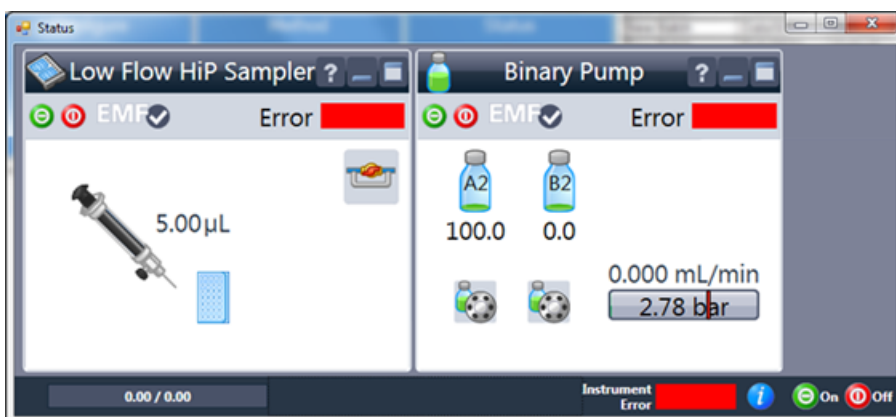 Status
Low Flow HiP Sampler ?
EMF Error
5.00µL
Binary Pump ?
EMF Error
A2 B2
100.0 0.0
0.000 mL/min
2.78 bar
0.00 / 0.00
Instrument
Error
i
On Off